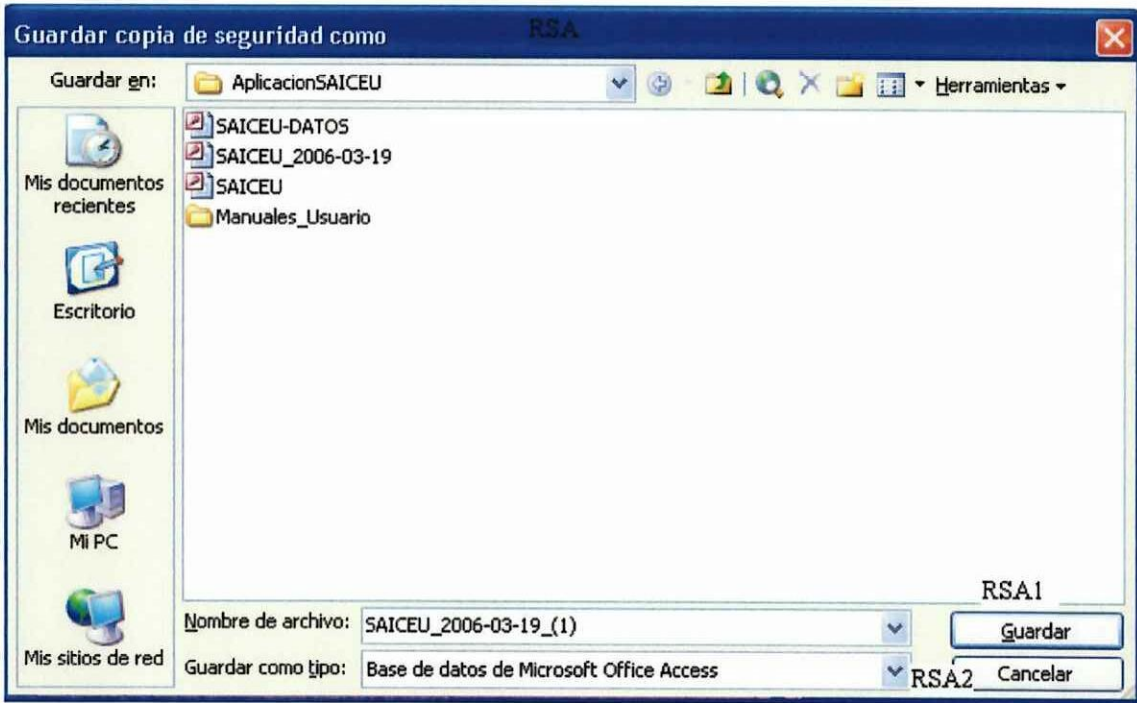 Guardar copia de seguridad como RSA
Guardar en: AplicacionSAICEU Herramientas
SAICEU-DATOS
SAICEU_2006-03-19
SAICEU
Manuales_Usuario
Mis documentos recientes
Escritorio
Mis documentos
Mi PC
Mis sitios de red
RSA1
Nombre de archivo: SAICEU_2006-03-19_(1) Guardar
Guardar como tipo: Base de datos de Microsoft Office Access RSA2 Cancelar